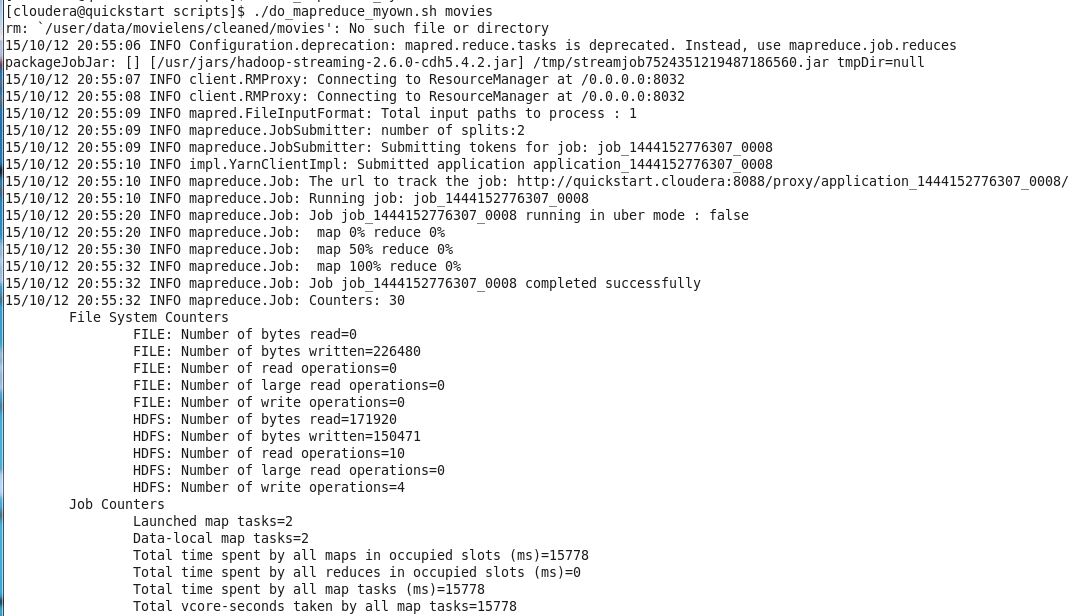 [cloudera@quickstart scripts]$ ./do_mapreduce_myown.sh movies
rm: `/user/data/movielens/cleaned/movies': No such file or directory
15/10/12 20:55:06 INFO Configuration.deprecation: mapred.reduce.tasks is deprecated. Instead, use mapreduce.job.reduces
packageJobJar: [] [/usr/jars/hadoop-streaming-2.6.0-cdh5.4.2.jar] /tmp/streamjob7524351219487186560.jar tmpDir=null
15/10/12 20:55:07 INFO client.RMProxy: Connecting to ResourceManager at /0.0.0.0:8032
15/10/12 20:55:08 INFO client.RMProxy: Connecting to ResourceManager at /0.0.0.0:8032
15/10/12 20:55:09 INFO mapred.FileInputFormat: Total input paths to process : 1
15/10/12 20:55:09 INFO mapreduce.JobSubmitter: number of splits:2
15/10/12 20:55:09 INFO mapreduce.JobSubmitter: Submitting tokens for job: job_1444152776307_0008
15/10/12 20:55:10 INFO impl.YarnClientImpl: Submitted application application_1444152776307_0008
15/10/12 20:55:10 INFO mapreduce.Job: The url to track the job: http://quickstart.cloudera:8088/proxy/application_1444152776307_0008/
15/10/12 20:55:10 INFO mapreduce.Job: Running job: job_1444152776307_0008
15/10/12 20:55:20 INFO mapreduce.Job: Job job_1444152776307_0008 running in uber mode : false
15/10/12 20:55:20 INFO mapreduce.Job:  map 0% reduce 0%
15/10/12 20:55:30 INFO mapreduce.Job:  map 50% reduce 0%
15/10/12 20:55:32 INFO mapreduce.Job:  map 100% reduce 0%
15/10/12 20:55:32 INFO mapreduce.Job: Job job_1444152776307_0008 completed successfully
15/10/12 20:55:32 INFO mapreduce.Job: Counters: 30
File System Counters
FILE: Number of bytes read=0
FILE: Number of bytes written=226480
FILE: Number of read operations=0
FILE: Number of large read operations=0
FILE: Number of write operations=0
HDFS: Number of bytes read=171920
HDFS: Number of bytes written=150471
HDFS: Number of read operations=10
HDFS: Number of large read operations=0
HDFS: Number of write operations=4
Job Counters
Launched map tasks=2
Data-local map tasks=2
Total time spent by all maps in occupied slots (ms)=15778
Total time spent by all reduces in occupied slots (ms)=0
Total time spent by all map tasks (ms)=15778
Total vcore-seconds taken by all map tasks=15778